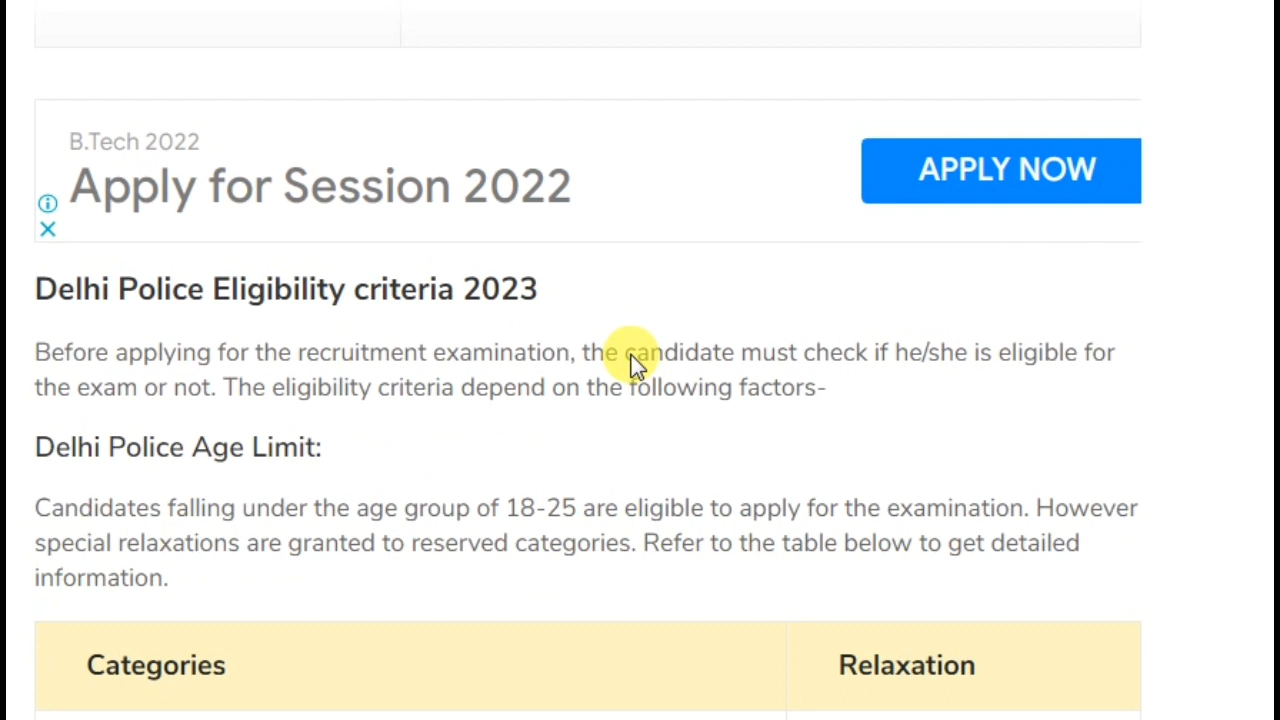 B.Tech 2022
Apply for Session 2022
APPLY NOW
Delhi Police Eligibility criteria 2023
Before applying for the recruitment examination, the candidate must check if he/she is eligible for
the exam or not. The eligibility criteria depend on the following factors-
Delhi Police Age Limit:
Candidates falling under the age group of 18-25 are eligible to apply for the examination. However
special relaxations are granted to reserved categories. Refer to the table below to get detailed
information.
Categories
Relaxation